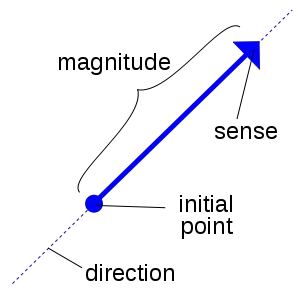 magnitude
sense
initial
point
direction